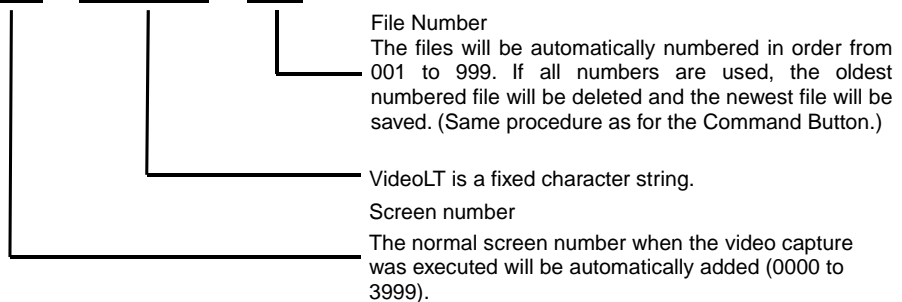 File Number
The files will be automatically numbered in order from
001 to 999. If all numbers are used, the oldest
numbered file will be deleted and the newest file will be
saved. (Same procedure as for the Command Button.)
VideoLT is a fixed character string.
Screen number
The normal screen number when the video capture
was executed will be automatically added (0000 to
3999).